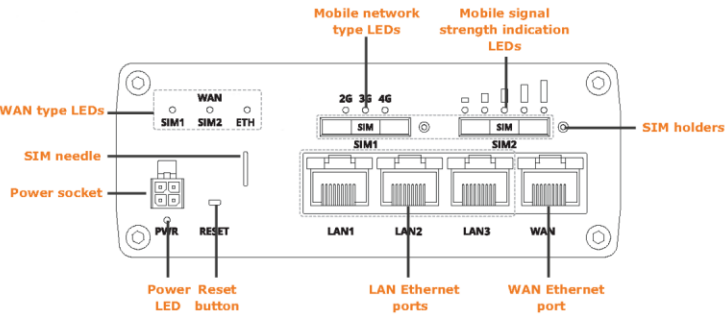 Mobile network
type LEDs
Mobile signal
strength indication
LEDs
WAN
2G 3G 4G
WAN type LEDs
SIM1 SIM2 ETH
SIM
SIM
SIM holders
SIM1
SIM2
SIM needle
Power socket
PWR
RESET
LAN1
LAN2
LAN3
WAN
Power
LED
Reset
button
LAN Ethernet
ports
WAN Ethernet
port